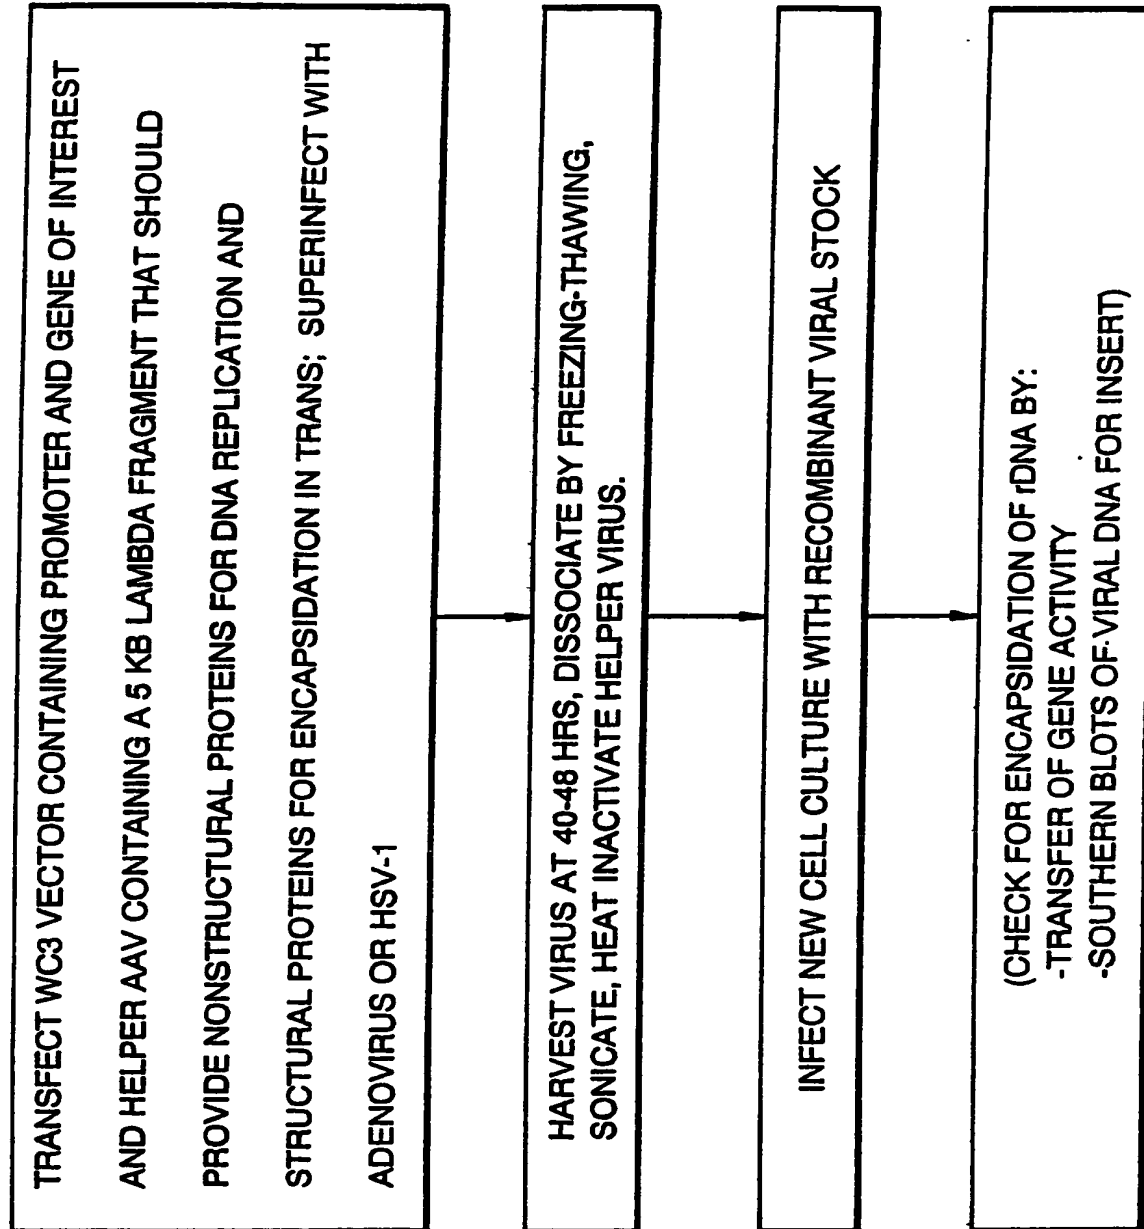 TRANSFECT WC3 VECTOR CONTAINING PROMOTER AND GENE OF INTEREST
AND HELPER AAV CONTAINING A 5 KB LAMBDA FRAGMENT THAT SHOULD
PROVIDE NONSTRUCTURAL PROTEINS FOR DNA REPLICATION AND
STRUCTURAL PROTEINS FOR ENCAPSIDATION IN TRANS; SUPERINFECT WITH
ADENOVIRUS OR HSV-1
HARVEST VIRUS AT 40-48 HRS, DISSOCIATE BY FREEZING-THAWING,
SONICATE, HEAT INACTIVATE HELPER VIRUS.
INFECT NEW CELL CULTURE WITH RECOMBINANT VIRAL STOCK
(CHECK FOR ENCAPSIDATION OF rDNA BY:
-TRANSFER OF GENE ACTIVITY
-SOUTHERN BLOTS OF VIRAL DNA FOR INSERT)